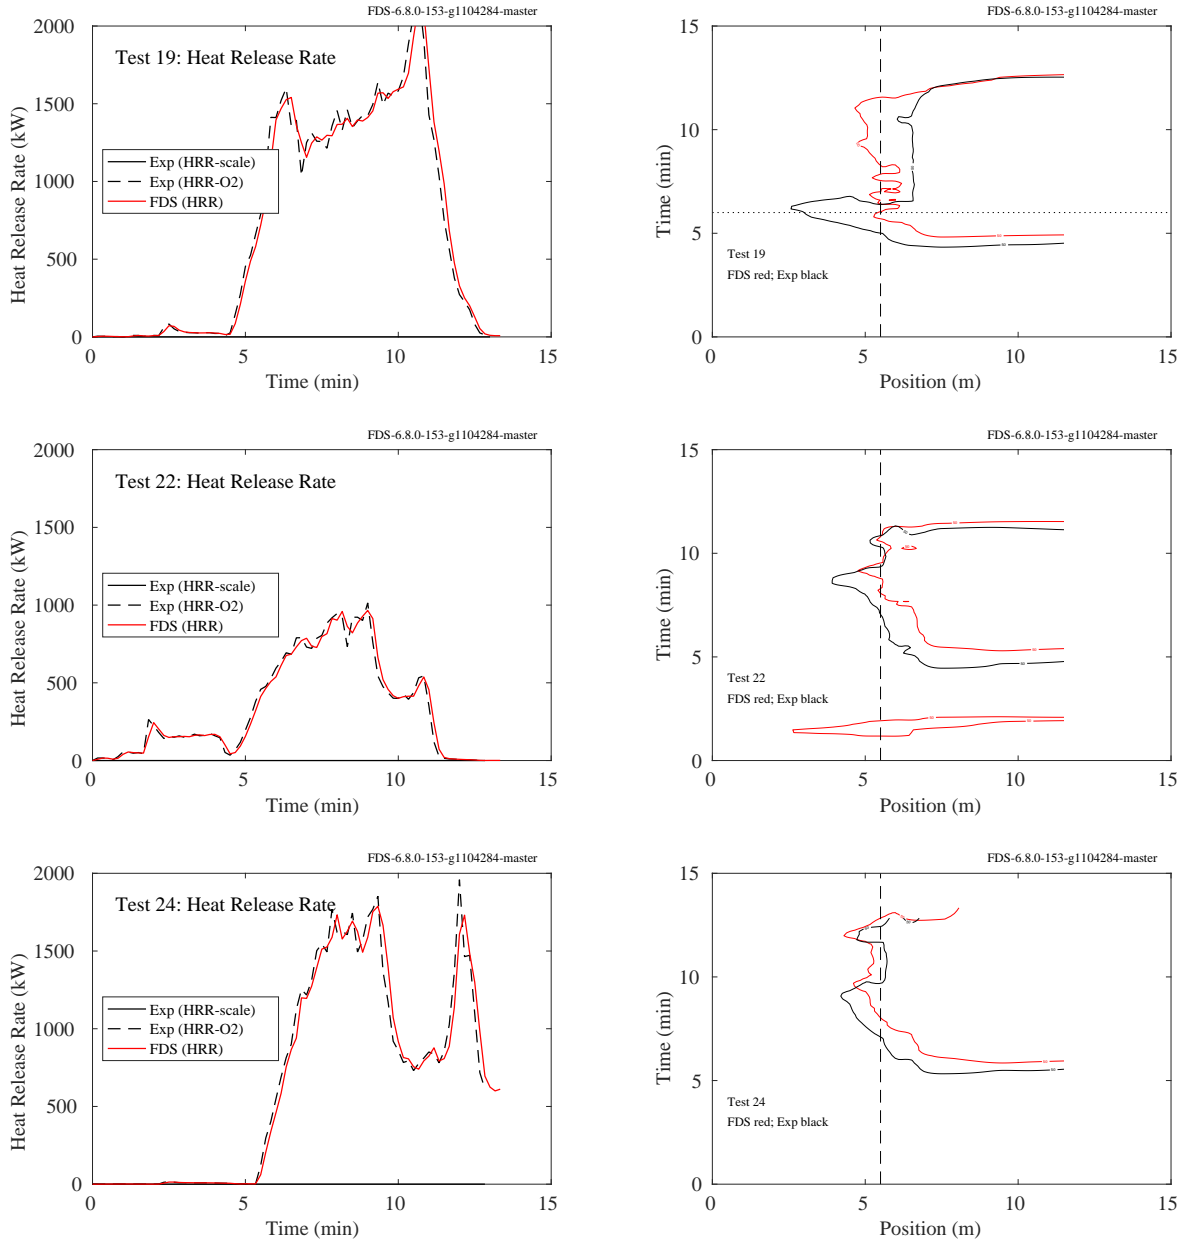 FDS-6.8.0-153-g1104284-master
Test 19: Heat Release Rate
Heat Release Rate (kW)
2000
1500
1000
500
0
Exp (HRR-scale)
Exp (HRR-O2)
FDS (HRR)
0 5 10 15
Time (min)
FDS-6.8.0-153-g1104284-master
Time (min)
15
10
5
0
Test 19
FDS red; Exp black
0 5 10 15
Position (m)
FDS-6.8.0-153-g1104284-master
Test 22: Heat Release Rate
Heat Release Rate (kW)
2000
1500
1000
500
0
Exp (HRR-scale)
Exp (HRR-O2)
FDS (HRR)
0 5 10 15
Time (min)
FDS-6.8.0-153-g1104284-master
Time (min)
15
10
5
0
Test 22
FDS red; Exp black
0 5 10 15
Position (m)
FDS-6.8.0-153-g1104284-master
Test 24: Heat Release Rate
Heat Release Rate (kW)
2000
1500
1000
500
0
Exp (HRR-scale)
Exp (HRR-O2)
FDS (HRR)
0 5 10 15
Time (min)
FDS-6.8.0-153-g1104284-master
Time (min)
15
10
5
0
Test 24
FDS red; Exp black
0 5 10 15
Position (m)